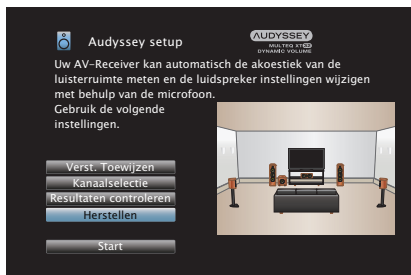 Audyssey setup
AUDYSSEY
MULTEQ XT32
DYNAMIC VOLUME
Uw AV-Receiver kan automatisch de akoestiek van de
luisterruimte meten en de luidspreker instellingen wijzigen
met behulp van de microfoon.
Gebruik de volgende
instellingen.
Verst. Toewijzen
Kanaalselectie
Resultaten controleren
Herstellen
Start